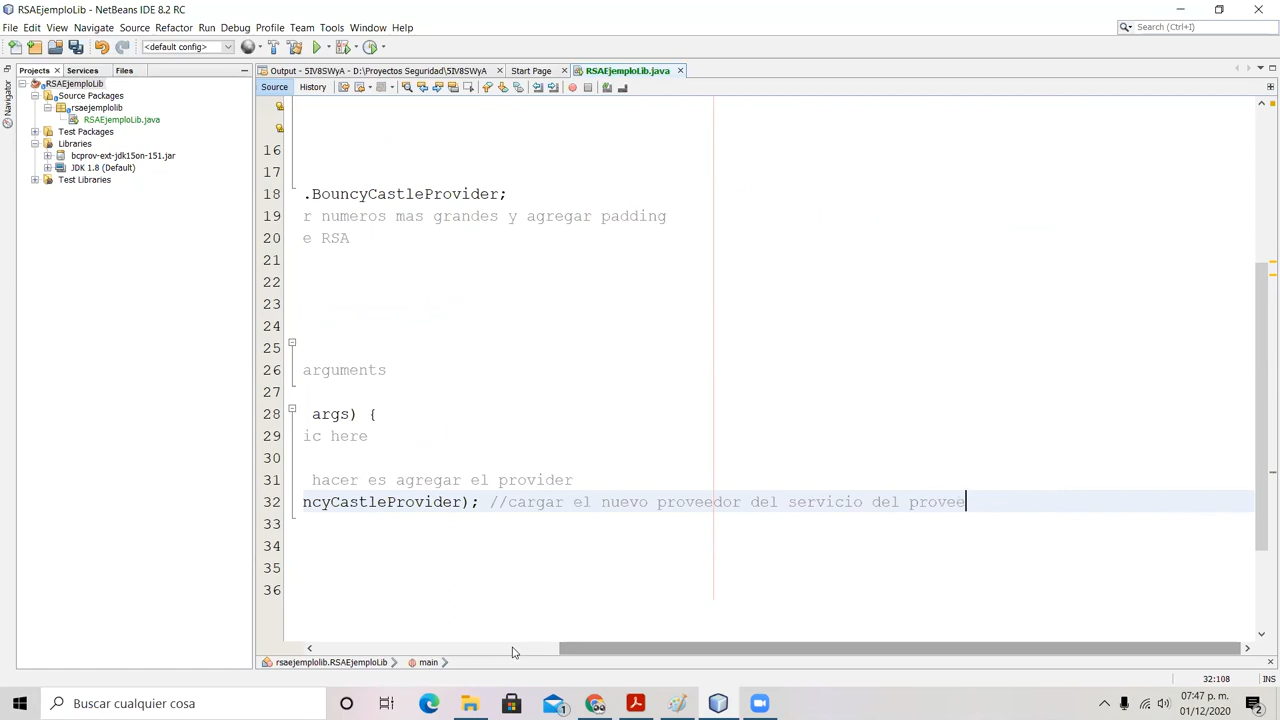 RSAEjemploLib - NetBeans IDE 8.2 RC
File Edit View Navigate Source Refactor Run Debug Profile Team Tools Window Help
Search (Ctrl+I)
<default config>
Projects Services Files
Output - 5IV8SWyA - D:\Proyectos Seguridad\5IV8SWyA Start Page RSAEjemploLib.java
Navigator
RSAEjemploLib
Source Packages
rsaejemplolib
RSAEjemploLib.java
Test Packages
Libraries
bcprov-ext-jdk15on-151.jar
JDK 1.8 (Default)
Test Libraries
Source History
16
17
18 .BouncyCastleProvider;
19 r numeros mas grandes y agregar padding
20 e RSA
21
22
23
24
25
26 arguments
27
28 args) {
29 ic here
30
31 hacer es agregar el provider
32 ncyCastleProvider); //cargar el nuevo proveedor del servicio del provee
33
34
35
36
rsaejemplolib.RSAEjemploLib main
32:108 INS
Buscar cualquier cosa
1
07:47 p. m.
01/12/2020
2